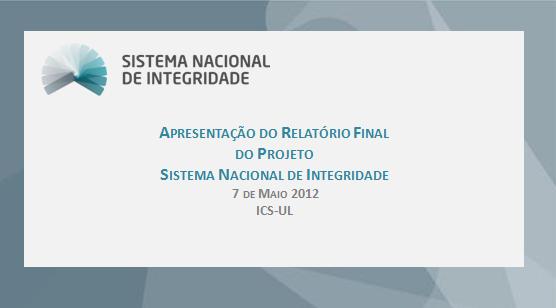 SISTEMA NACIONAL
DE INTEGRIDADE
APRESENTAÇÃO DO RELATÓRIO FINAL
DO PROJETO
SISTEMA NACIONAL DE INTEGRIDADE
7 DE MAIO 2012
ICS-UL